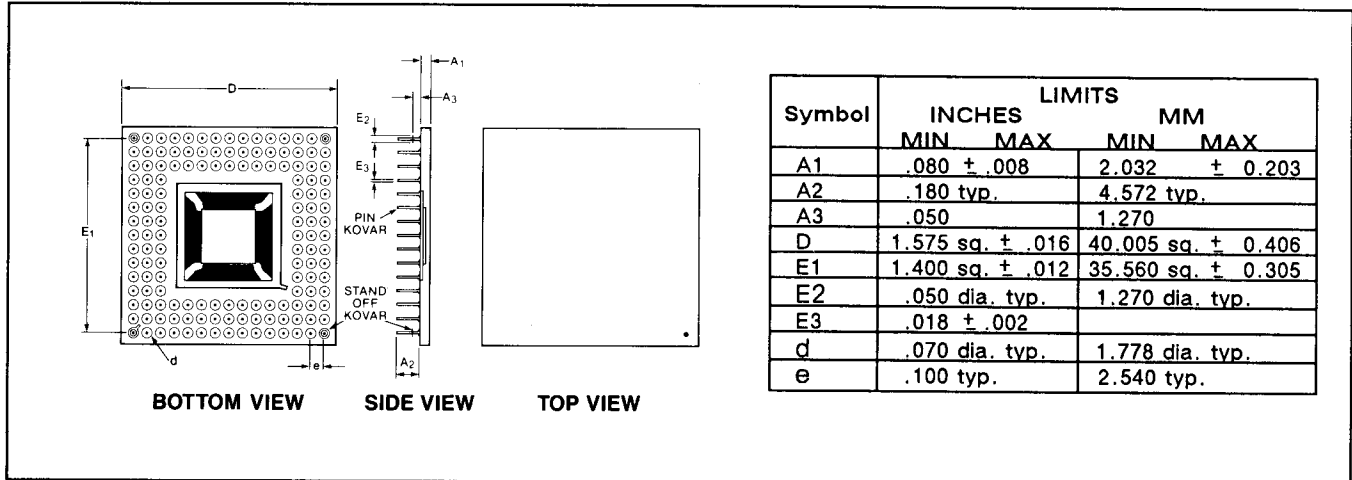 A1
D
A3
E2
E3
E1
PIN
KOVAR
STAND
OFF
KOVAR
d
e
A2
BOTTOM VIEW
SIDE VIEW
TOP VIEW
Symbol LIMITS
INCHES MM
MIN MAX MIN MAX
A1 .080 ± .008 2.032 ± 0.203
A2 .180 typ. 4.572 typ.
A3 .050 1.270
D 1.575 sq. ± .016 40.005 sq. ± 0.406
E1 1.400 sq. ± .012 35.560 sq. ± 0.305
E2 .050 dia. typ. 1.270 dia. typ.
E3 .018 ± .002
d .070 dia. typ. 1.778 dia. typ.
e .100 typ. 2.540 typ.